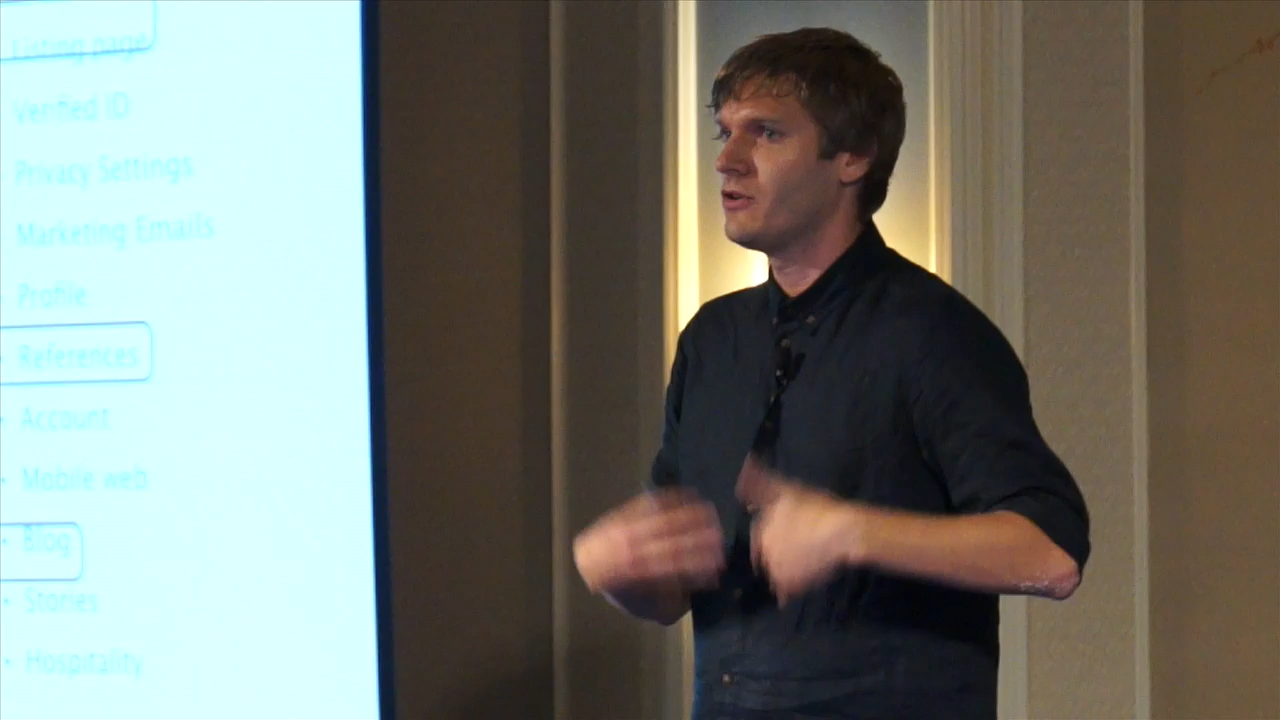 Listing page
Verified ID
Privacy Settings
Marketing Emails
• Profile
• References
• Account
• Mobile web
• Blog
• Stories
• Hospitality